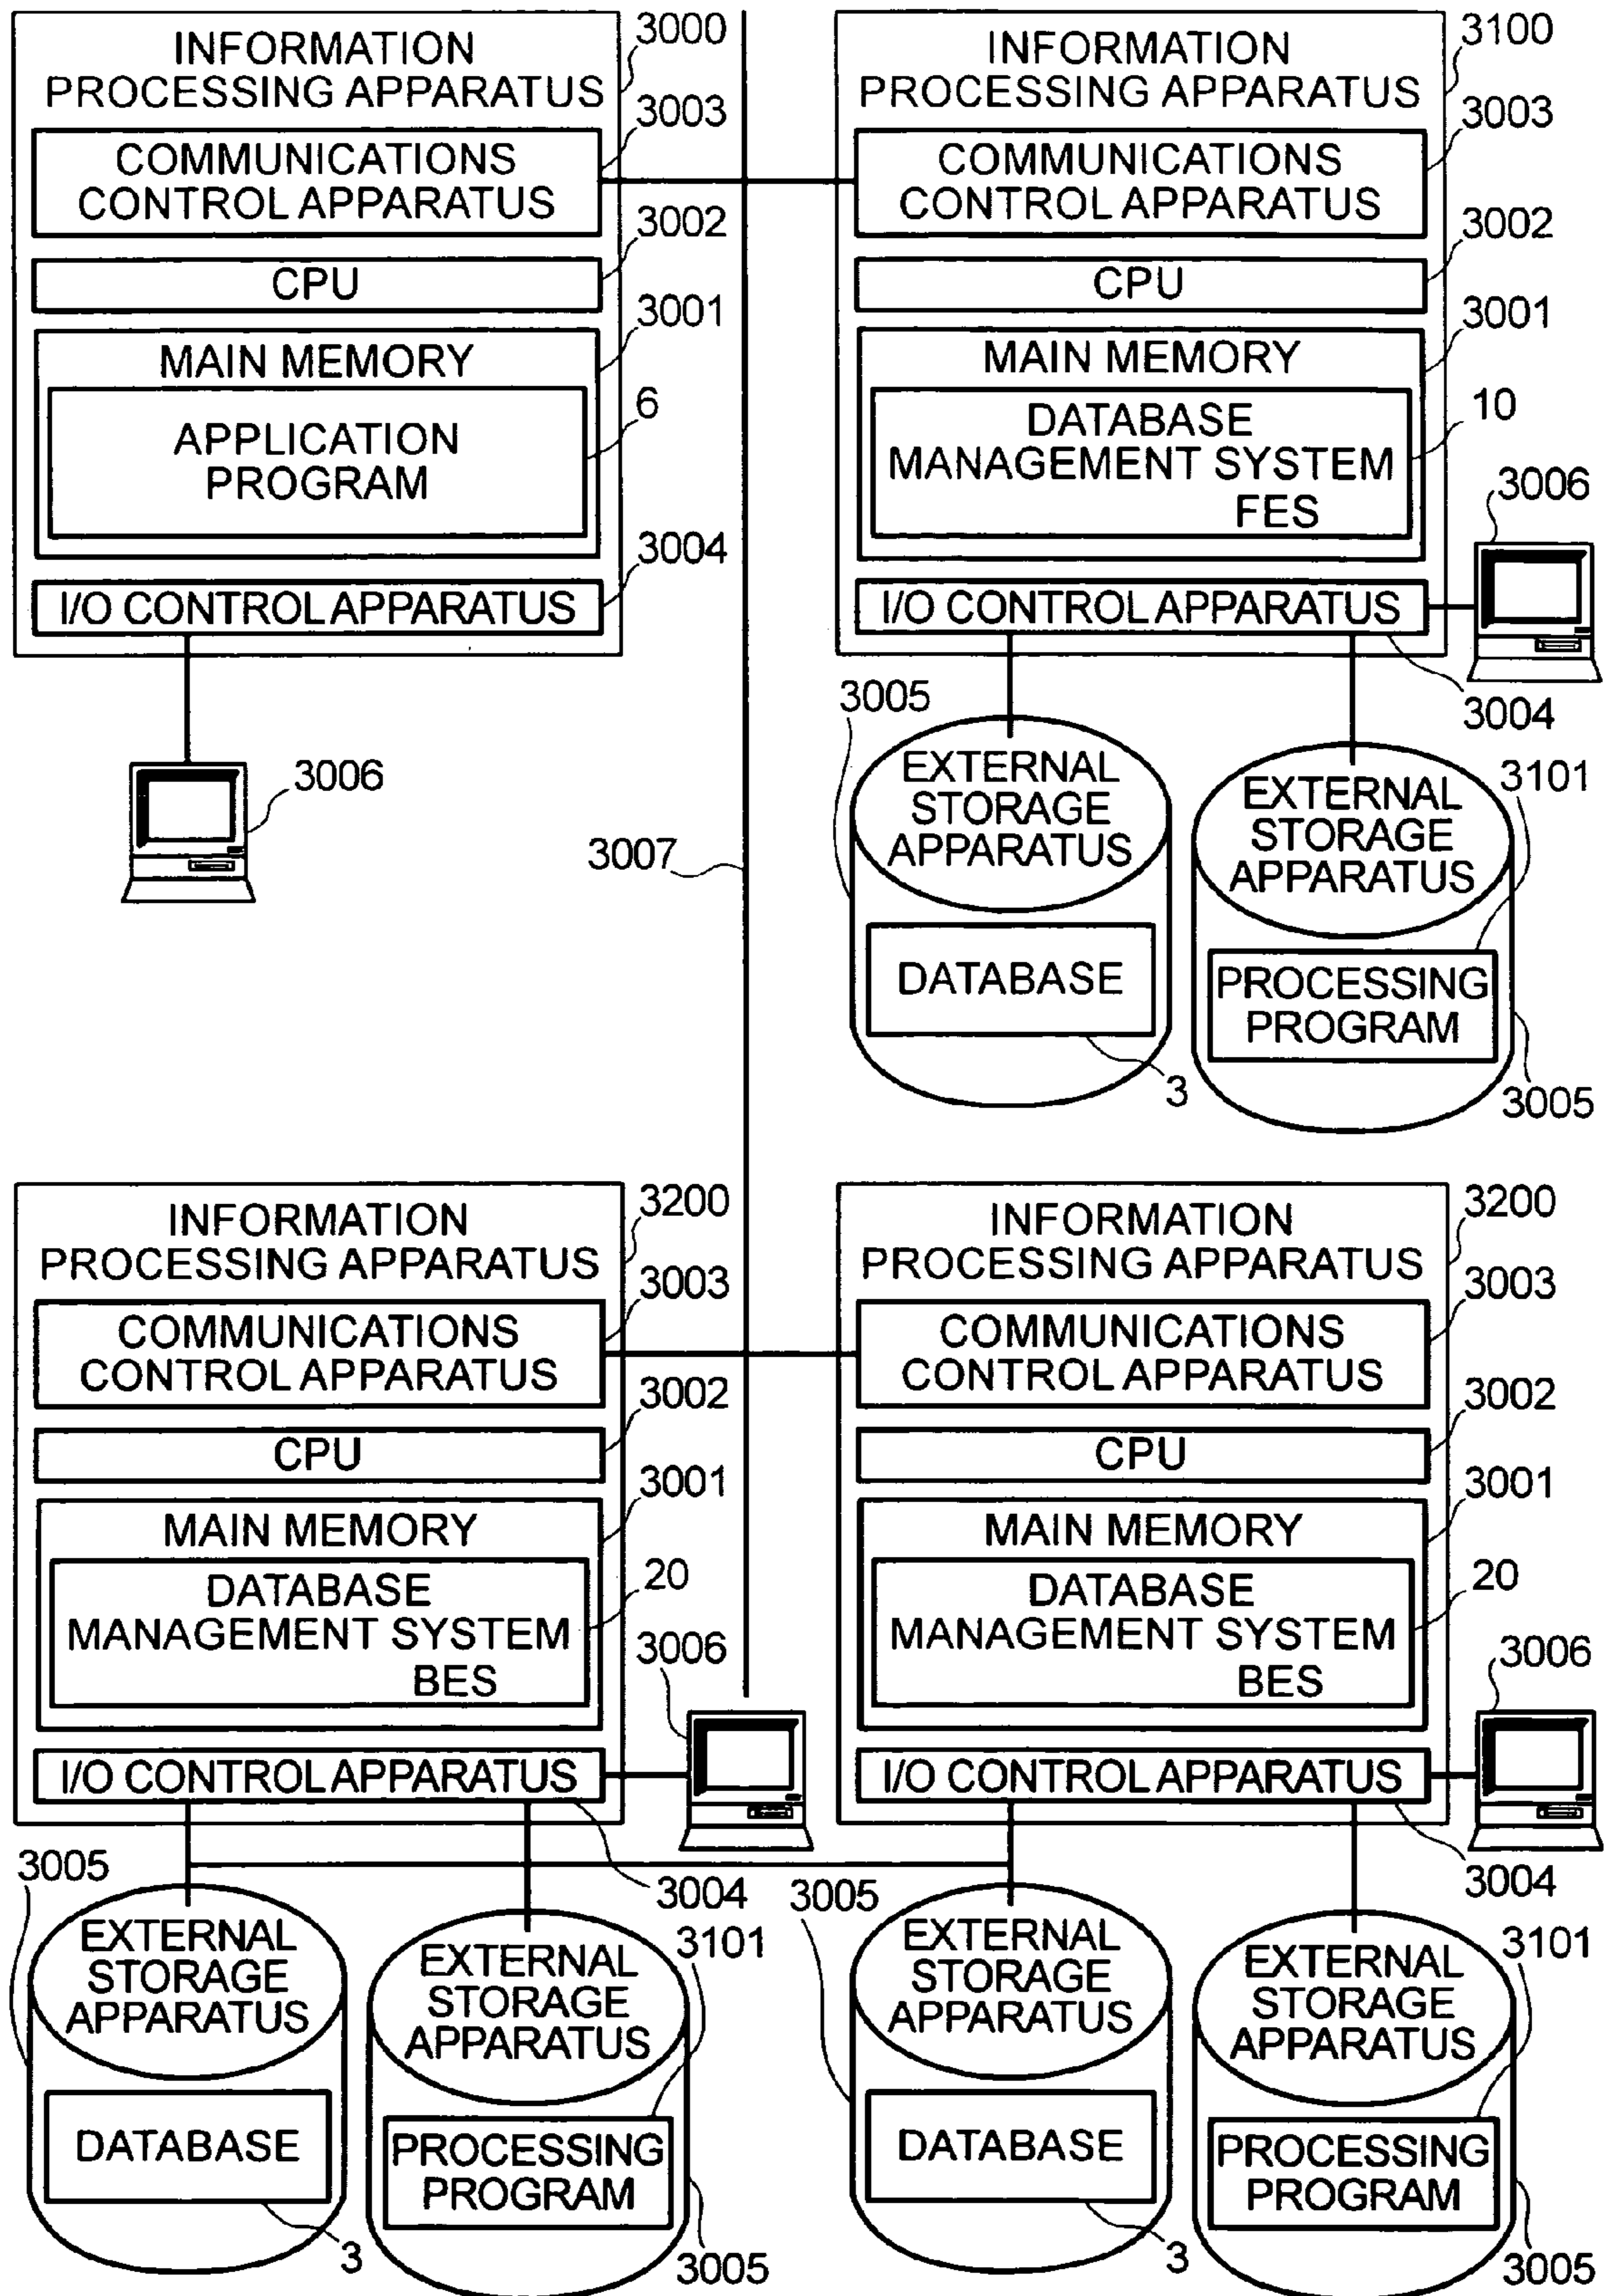 INFORMATION
PROCESSING APPARATUS
3000
COMMUNICATIONS
CONTROL APPARATUS
3003
CPU
3002
MAIN MEMORY
3001
APPLICATION
PROGRAM
6
I/O CONTROL APPARATUS
3004
3006
INFORMATION
PROCESSING APPARATUS
3100
COMMUNICATIONS
CONTROL APPARATUS
3003
CPU
3002
MAIN MEMORY
3001
DATABASE
MANAGEMENT SYSTEM
FES
10
3006
I/O CONTROL APPARATUS
3004
3005
EXTERNAL
STORAGE
APPARATUS
DATABASE
3
EXTERNAL
STORAGE
APPARATUS
3101
PROCESSING
PROGRAM
3005
3007
INFORMATION
PROCESSING APPARATUS
3200
COMMUNICATIONS
CONTROL APPARATUS
3003
CPU
3002
MAIN MEMORY
3001
DATABASE
MANAGEMENT SYSTEM
BES
20
3006
I/O CONTROL APPARATUS
3004
3005
EXTERNAL
STORAGE
APPARATUS
DATABASE
3
EXTERNAL
STORAGE
APPARATUS
3101
PROCESSING
PROGRAM
3005
INFORMATION
PROCESSING APPARATUS
3200
COMMUNICATIONS
CONTROL APPARATUS
3003
CPU
3002
MAIN MEMORY
3001
DATABASE
MANAGEMENT SYSTEM
BES
20
3006
I/O CONTROL APPARATUS
3004
3005
EXTERNAL
STORAGE
APPARATUS
DATABASE
3
EXTERNAL
STORAGE
APPARATUS
3101
PROCESSING
PROGRAM
3005